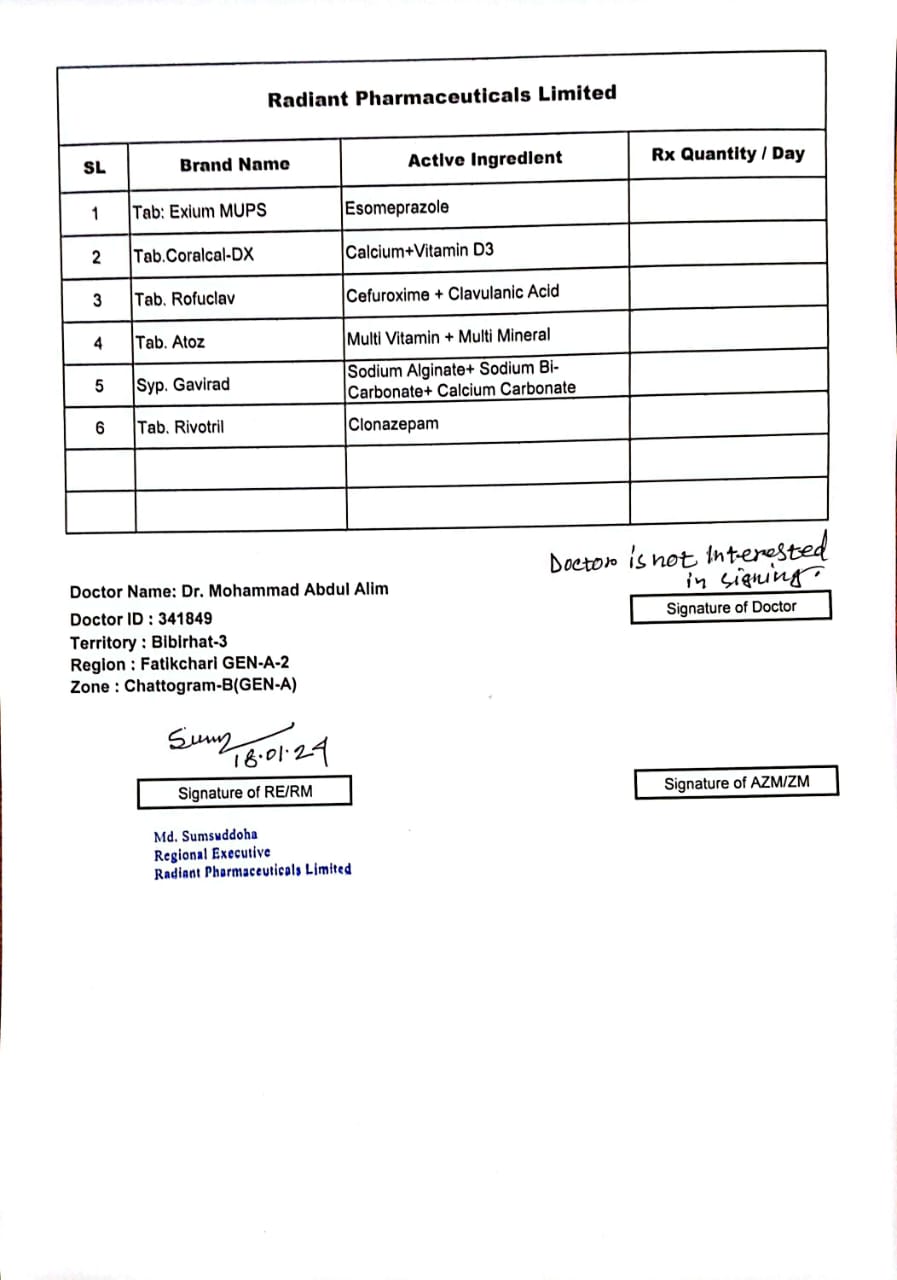 Radiant Pharmaceuticals Limited
SL Brand Name Active Ingredient Rx Quantity / Day
1 Tab: Exium MUPS Esomeprazole
2 Tab.Coralcal-DX Calcium+Vitamin D3
3 Tab. Rofuclav Cefuroxime + Clavulanic Acid
4 Tab. Atoz Multi Vitamin + Multi Mineral
5 Syp. Gavirad Sodium Alginate+ Sodium Bi-
Carbonate+ Calcium Carbonate
6 Tab. Rivotril Clonazepam
Doctor is not Interested
in signing.
Signature of Doctor
Doctor Name: Dr. Mohammad Abdul Alim
Doctor ID : 341849
Territory : Bibirhat-3
Region : Fatikchari GEN-A-2
Zone : Chattogram-B(GEN-A)
18.01.24
Signature of RE/RM
Signature of AZM/ZM
Md. Sumsuddoha
Regional Executive
Radiant Pharmaceuticals Limited